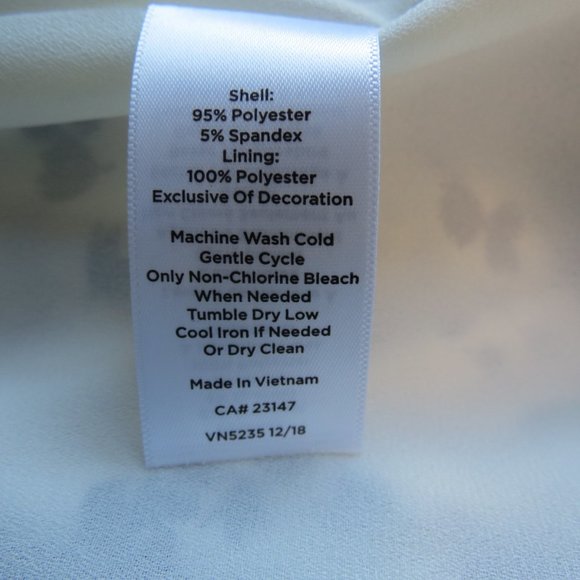 Shell:
95% Polyester
5% Spandex
Lining:
100% Polyester
Exclusive Of Decoration
Machine Wash Cold
Gentle Cycle
Only Non-Chlorine Bleach
When Needed
Tumble Dry Low
Cool Iron If Needed
Or Dry Clean
Made In Vietnam
CA# 23147
VN5235 12/18